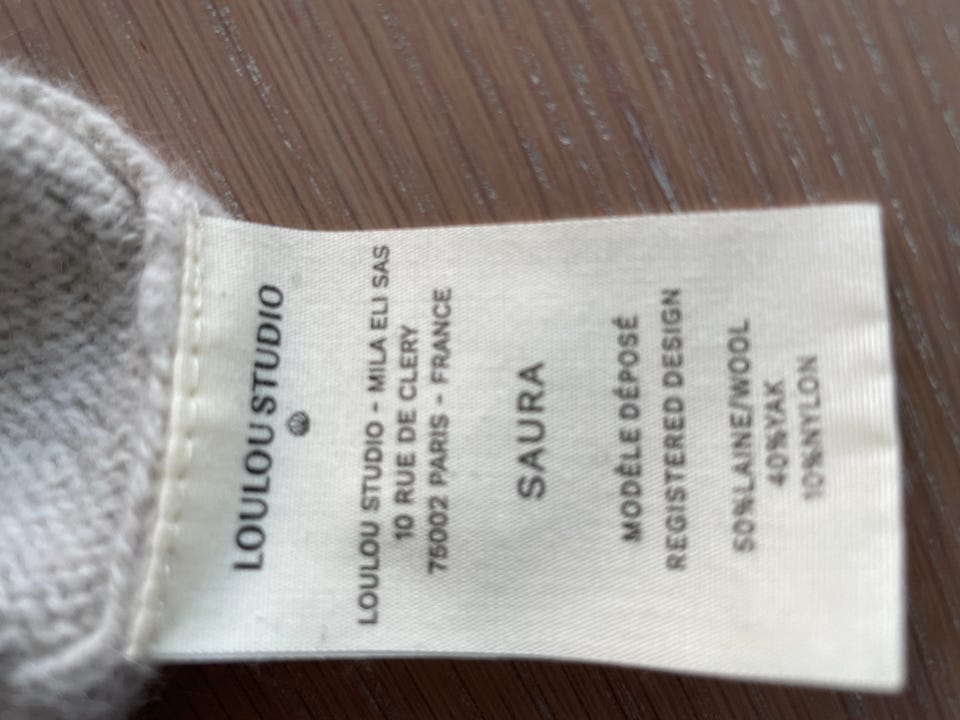 LOULOU STUDIO
LOULOU STUDIO - MILA ELI SAS
10 RUE DE CLERY
75002 PARIS - FRANCE
SAURA
MODÈLE DÉPOSÉ
REGISTERED DESIGN
50%LAINE/WOOL
40%YAK
10%NYLON